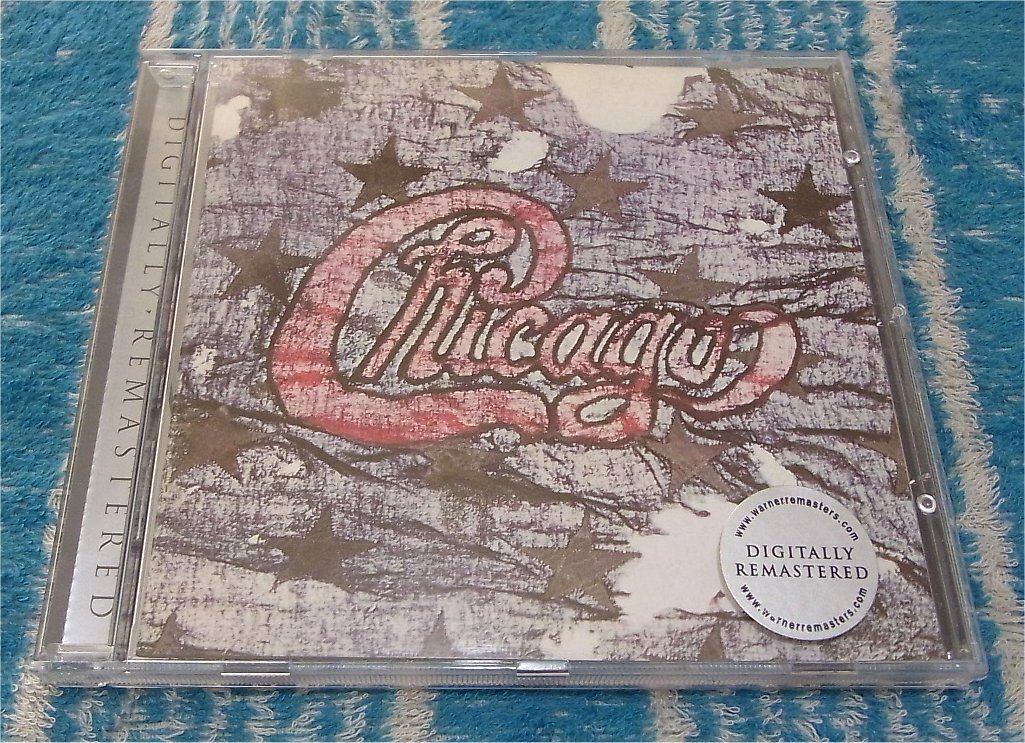 DIGITALLY · REMASTERED
Chicago
www.warnerremasters.com
DIGITALLY
REMASTERED
www.warnerremasters.com